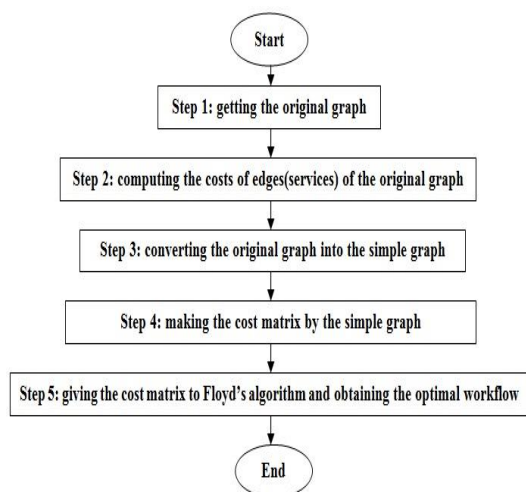 Start
Step 1: getting the original graph
Step 2: computing the costs of edges(services) of the original graph
Step 3: converting the original graph into the simple graph
Step 4: making the cost matrix by the simple graph
Step 5: giving the cost matrix to Floyd's algorithm and obtaining the optimal workflow
End